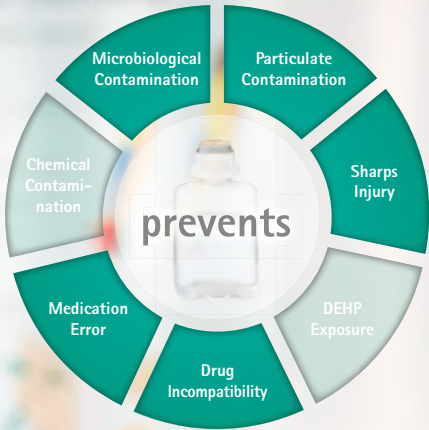 Microbiological
Contamination
Particulate
Contamination
Sharps
Injury
DEHP
Exposure
Drug
Incompatibility
Medication
Error
Chemical
Contami-
nation
prevents